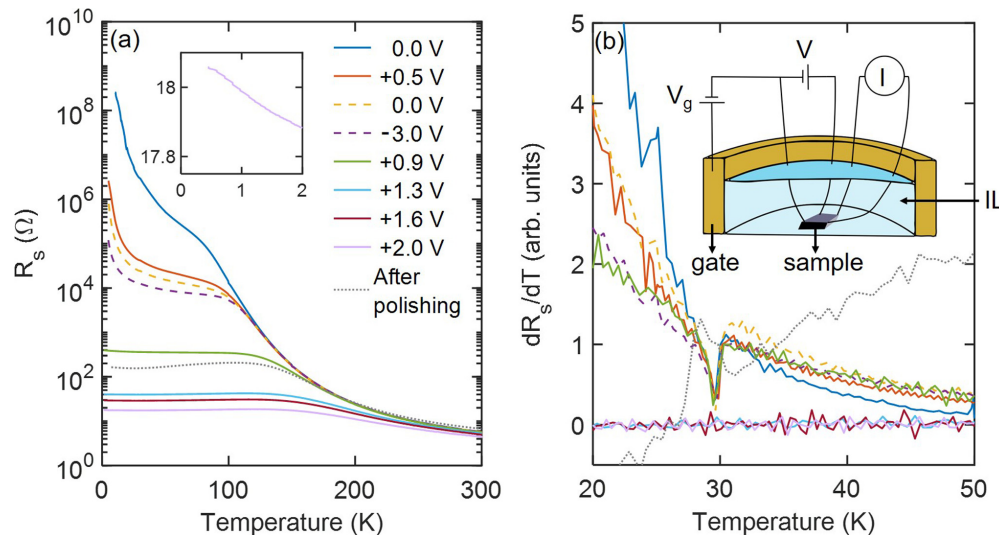 (a)
10^10
10^8
10^6
10^4
10^2
10^0
R_s (Ω)
0
100
200
300
Temperature (K)
18
17.8
0
1
2
0.0 V
+0.5 V
0.0 V
-3.0 V
+0.9 V
+1.3 V
+1.6 V
+2.0 V
After
polishing
(b)
5
4
3
2
1
0
dR_s/dT (arb. units)
20
30
40
50
Temperature (K)
V
I
V_g
IL
gate
sample